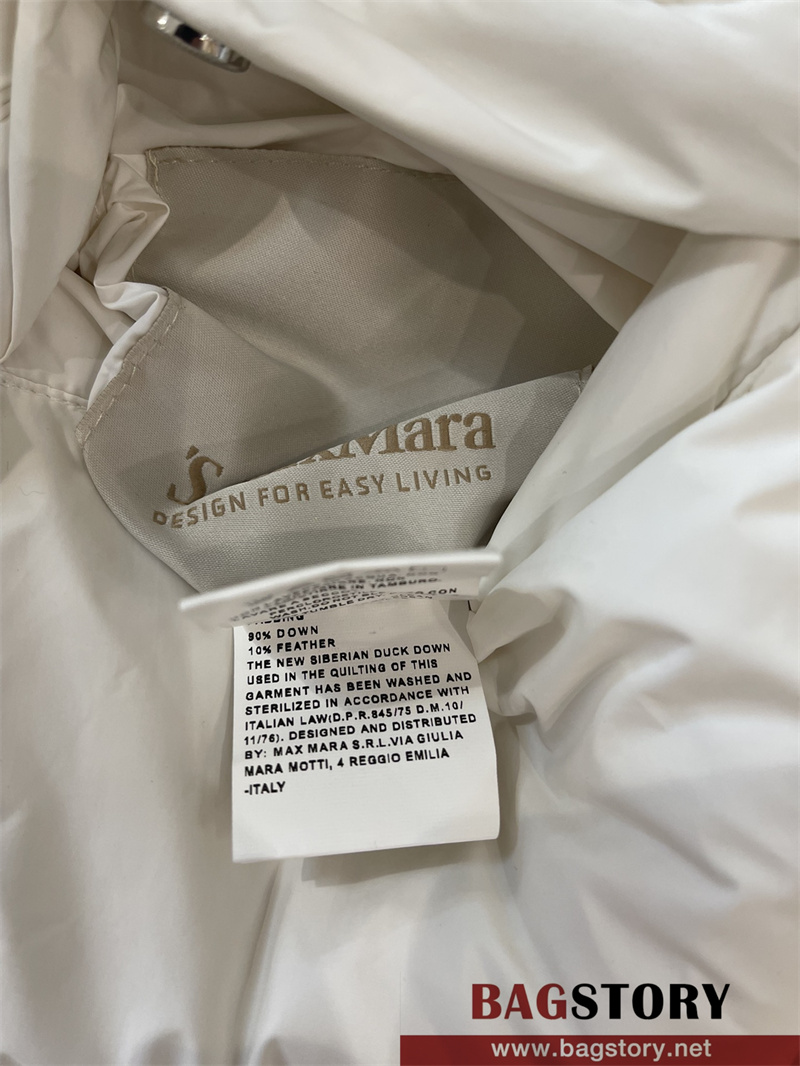 Mara
DESIGN FOR EASY LIVING
IN TAMBURO.
90% DOWN
10% FEATHER
THE NEW SIBERIAN DUCK DOWN
USED IN THE QUILTING OF THIS
GARMENT HAS BEEN WASHED AND
STERILIZED IN ACCORDANCE WITH
ITALIAN LAW(D.P.R.845/75 D.M.10/
11/76). DESIGNED AND DISTRIBUTED
BY: MAX MARA S.R.L.VIA GIULIA
MARA MOTTI, 4 REGGIO EMILIA
-ITALY
BAGSTORY
www.bagstory.net